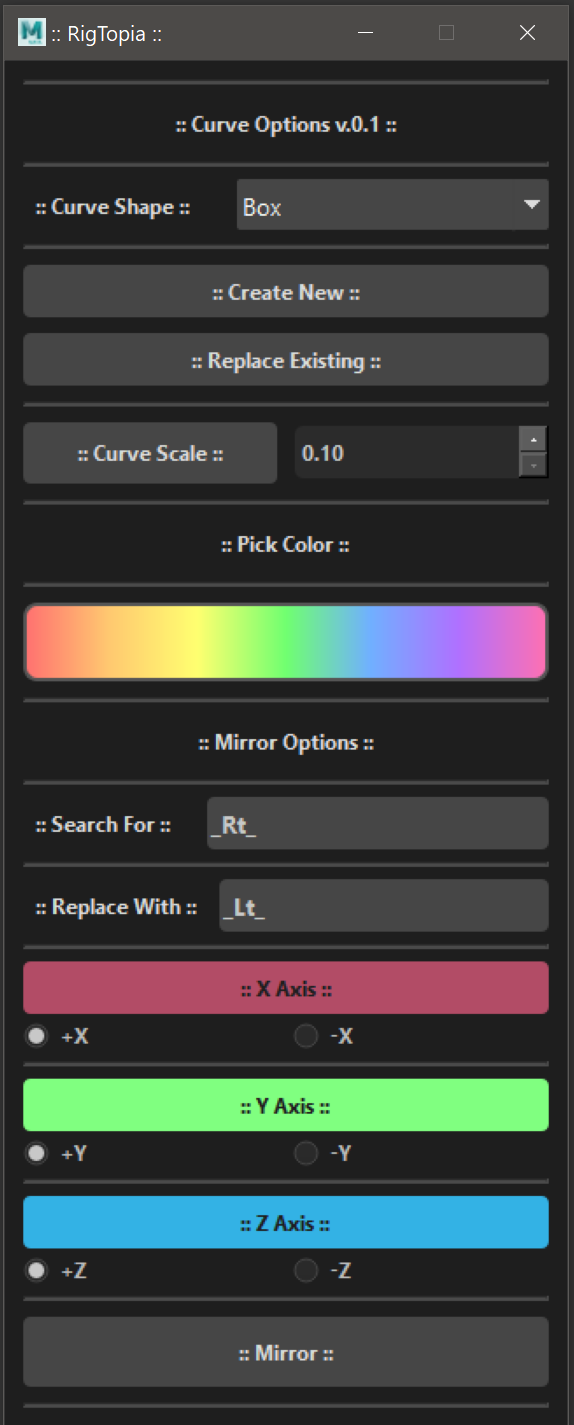 :: RigTopia ::
:: Curve Options v.0.1 ::
:: Curve Shape :: Box
:: Create New ::
:: Replace Existing ::
:: Curve Scale :: 0.10
:: Pick Color ::
:: Mirror Options ::
:: Search For :: _Rt_
:: Replace With :: _Lt_
:: X Axis ::
+X -X
:: Y Axis ::
+Y -Y
:: Z Axis ::
+Z -Z
:: Mirror ::